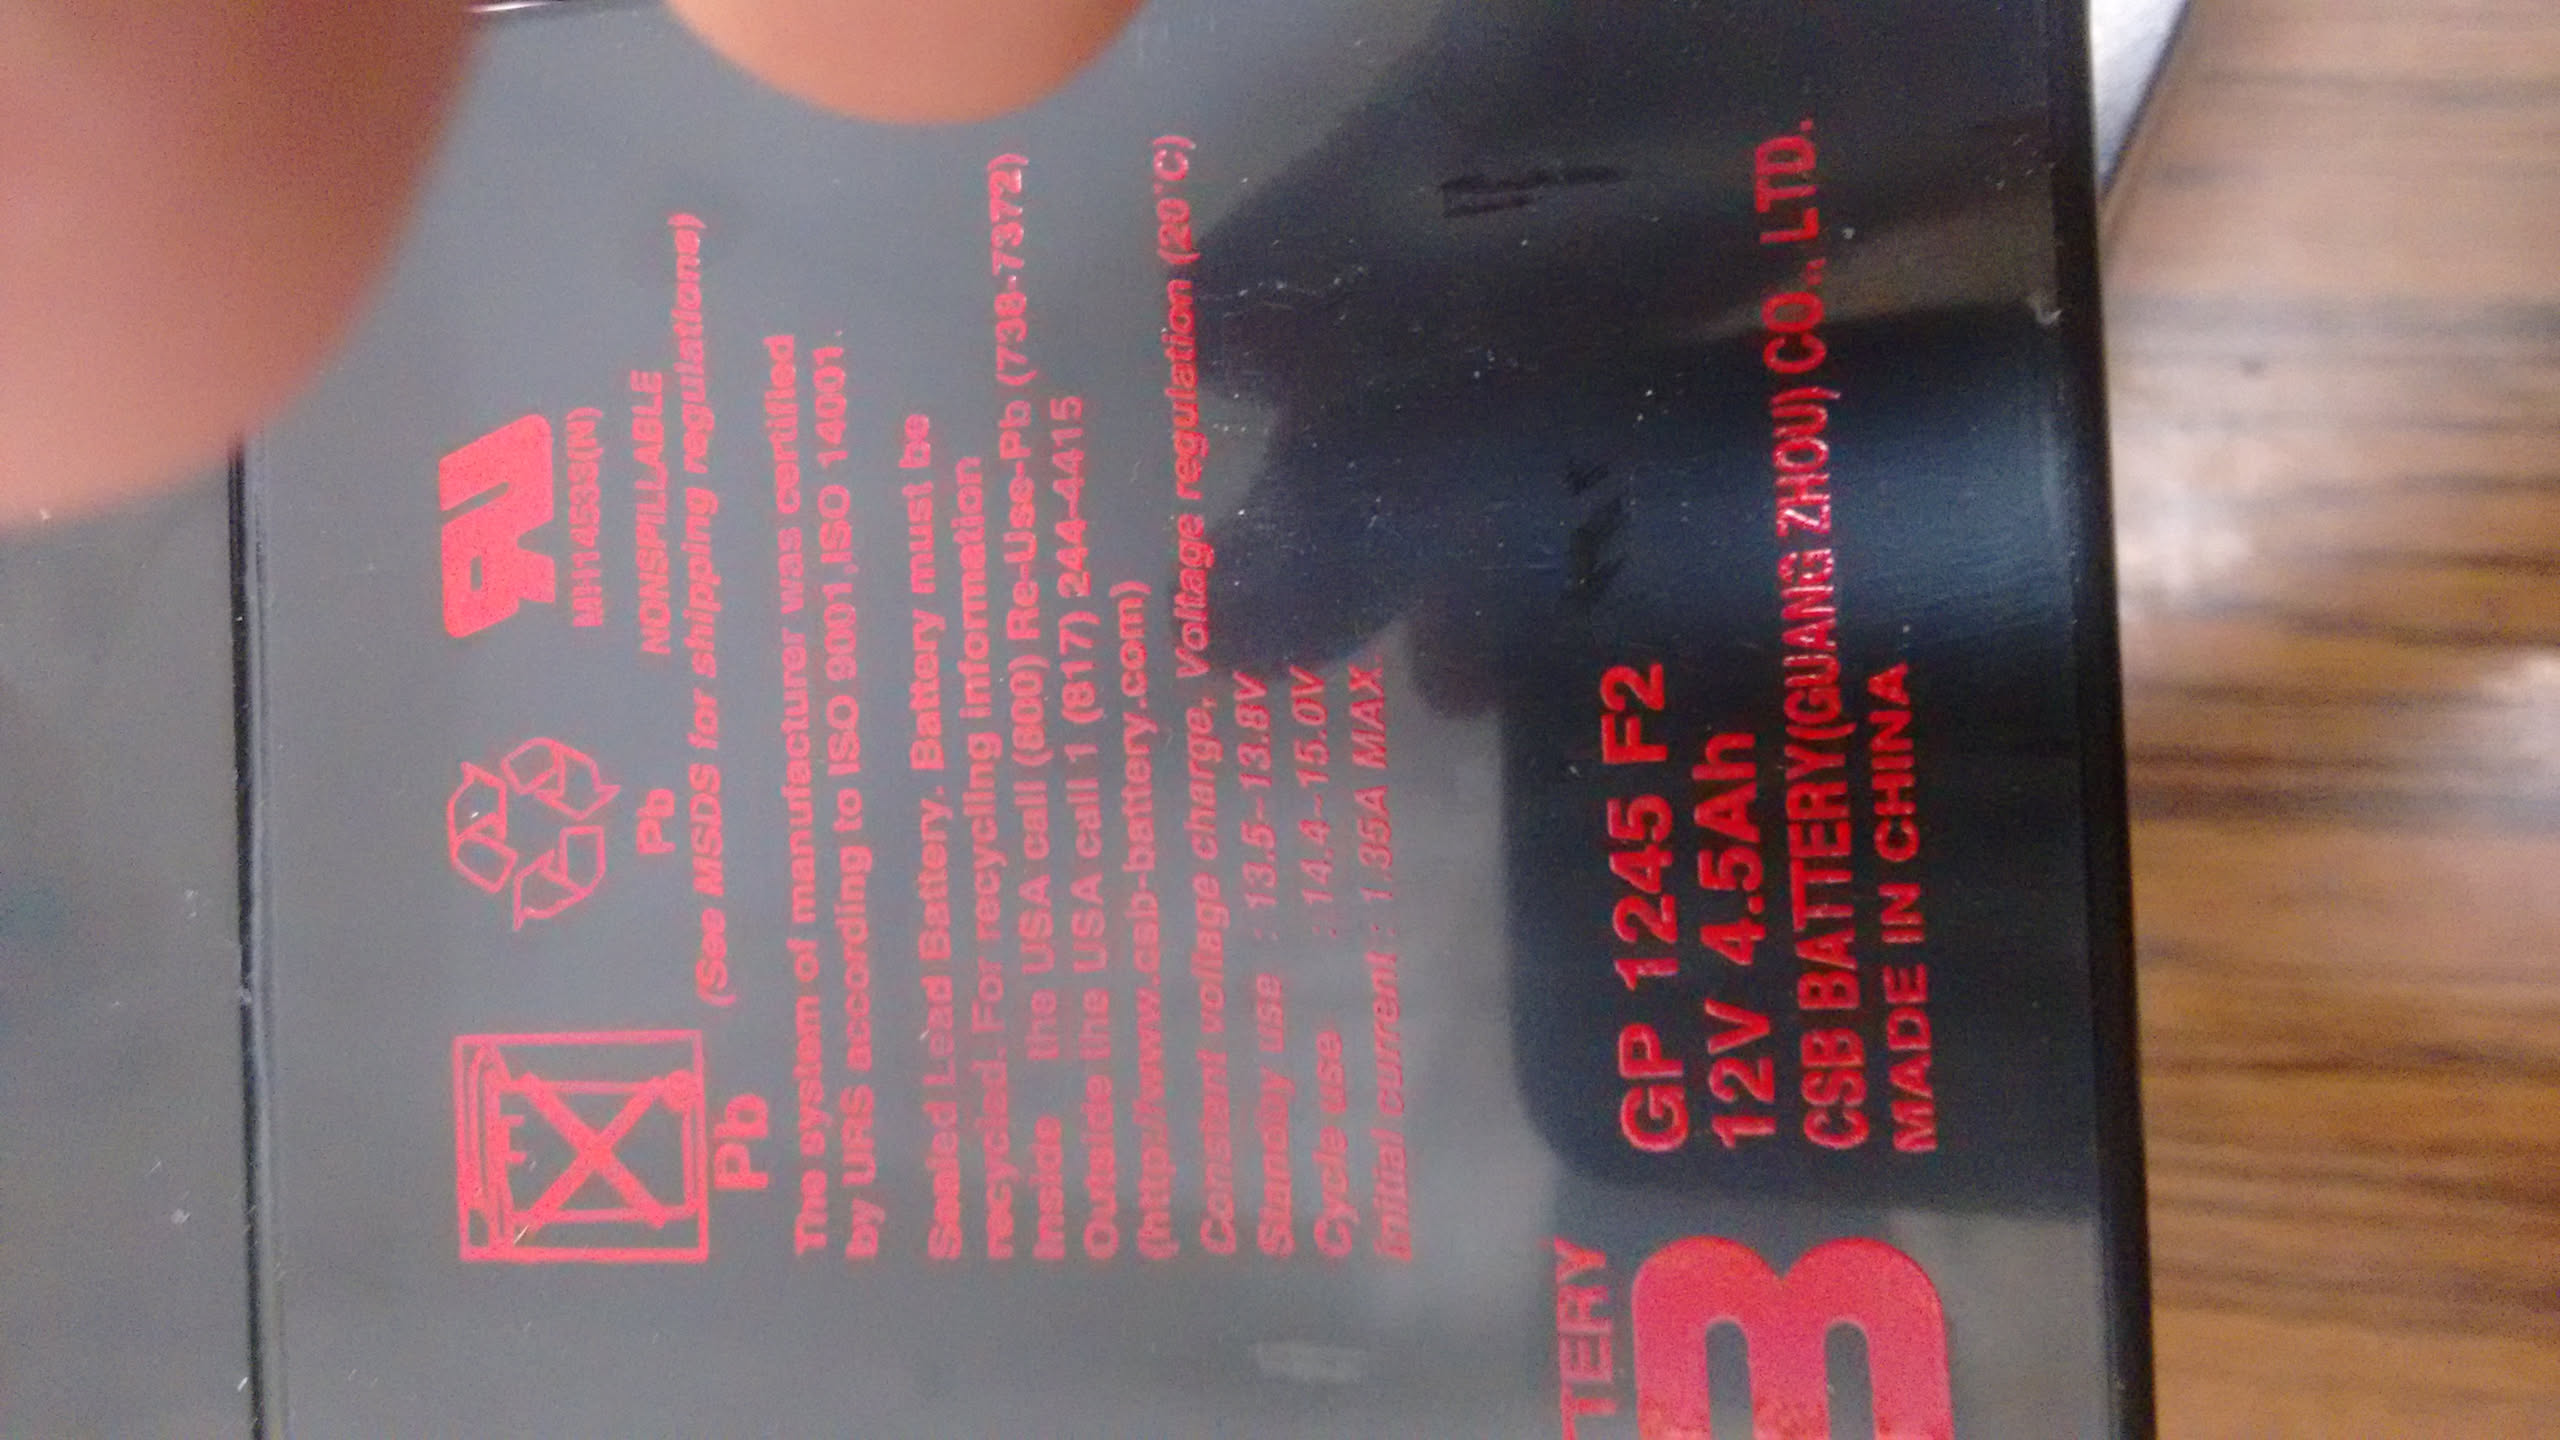 Pb
Pb
MH14533(N)
NONSPILLABLE
(See MSDS for shipping regulations)
The system of manufacturer was certified
by URS according to ISO 9001,ISO 14001.
Sealed Lead Battery. Battery must be
recycled. For recycling information
Inside the USA call (800) Re-Use-Pb (738-7372)
Outside the USA call 1 (817) 244-4415
(http://www.csb-battery.com)
Constant voltage charge, Voltage regulation (20°C)
Standby use : 13.5~13.8V
Cycle use : 14.4~15.0V
Initial current : 1.35A MAX.
TTERY
B
GP 1245 F2
12V 4.5Ah
CSB BATTERY(GUANG ZHOU) CO., LTD.
MADE IN CHINA